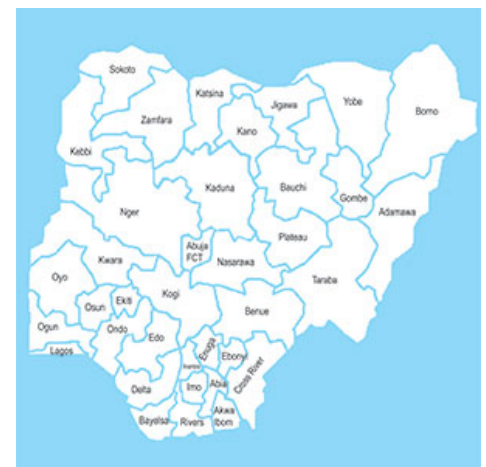 Sokoto
Katsina
Jigawa
Yobe
Borno
Zamfara
Kano
Kebbi
Kaduna
Bauchi
Gombe
Adamawa
Nger
Plateau
Abuja
FCT
Nasarawa
Kwara
Taraba
Oyo
Kogi
Osun
Ekiti
Benue
Ogun
Ondo
Edo
Enuga
Ebonyi
Lagos
Cross River
Delta
Imo
Abia
Akwa
Ibom
Bayelsa
Rivers